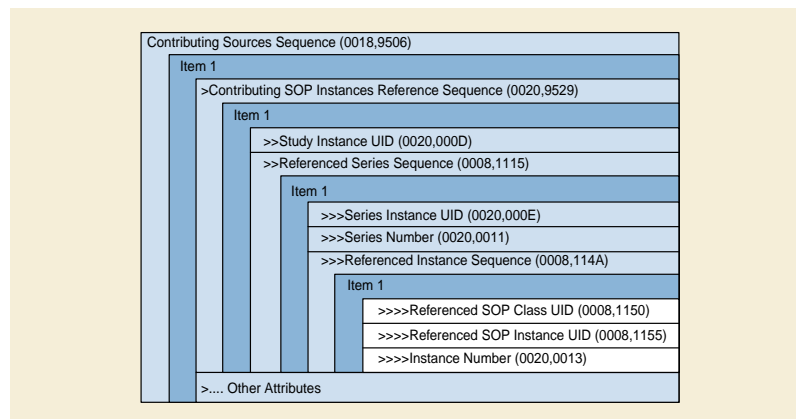 Contributing Sources Sequence (0018,9506)
Item 1
>Contributing SOP Instances Reference Sequence (0020,9529)
Item 1
>>Study Instance UID (0020,000D)
>>Referenced Series Sequence (0008,1115)
Item 1
>>>Series Instance UID (0020,000E)
>>>Series Number (0020,0011)
>>>Referenced Instance Sequence (0008,114A)
Item 1
>>>>Referenced SOP Class UID (0008,1150)
>>>>Referenced SOP Instance UID (0008,1155)
>>>>Instance Number (0020,0013)
>.... Other Attributes